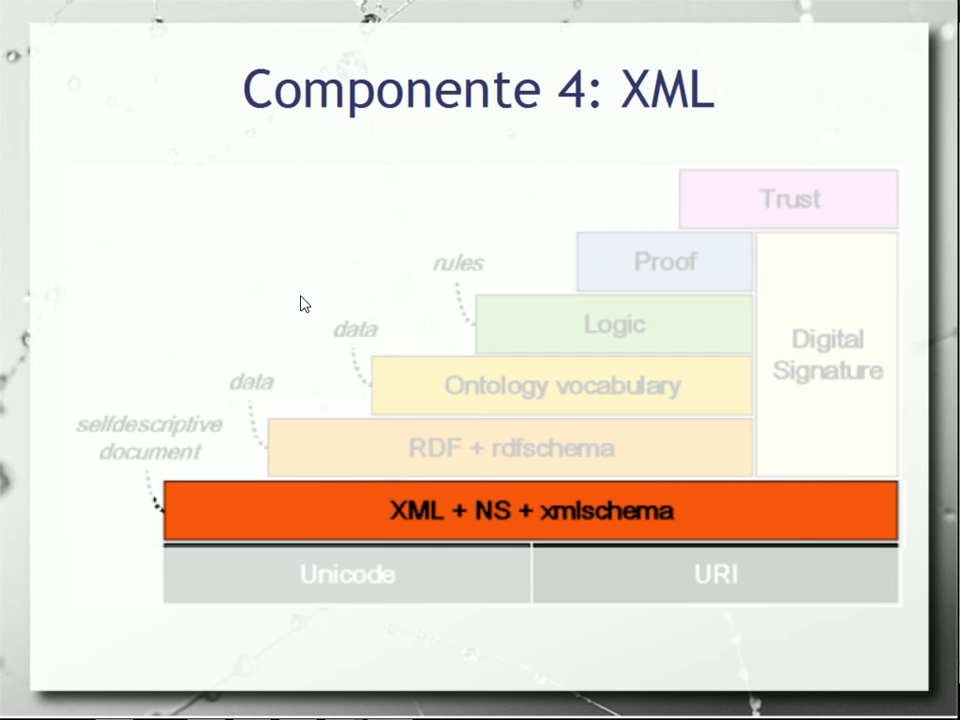 Componente 4: XML
Trust
Proof
rules
Logic
Digital
Signature
data
Ontology vocabulary
data
RDF + rdfschema
selfdescriptive
document
XML + NS + xmlschema
Unicode
URI